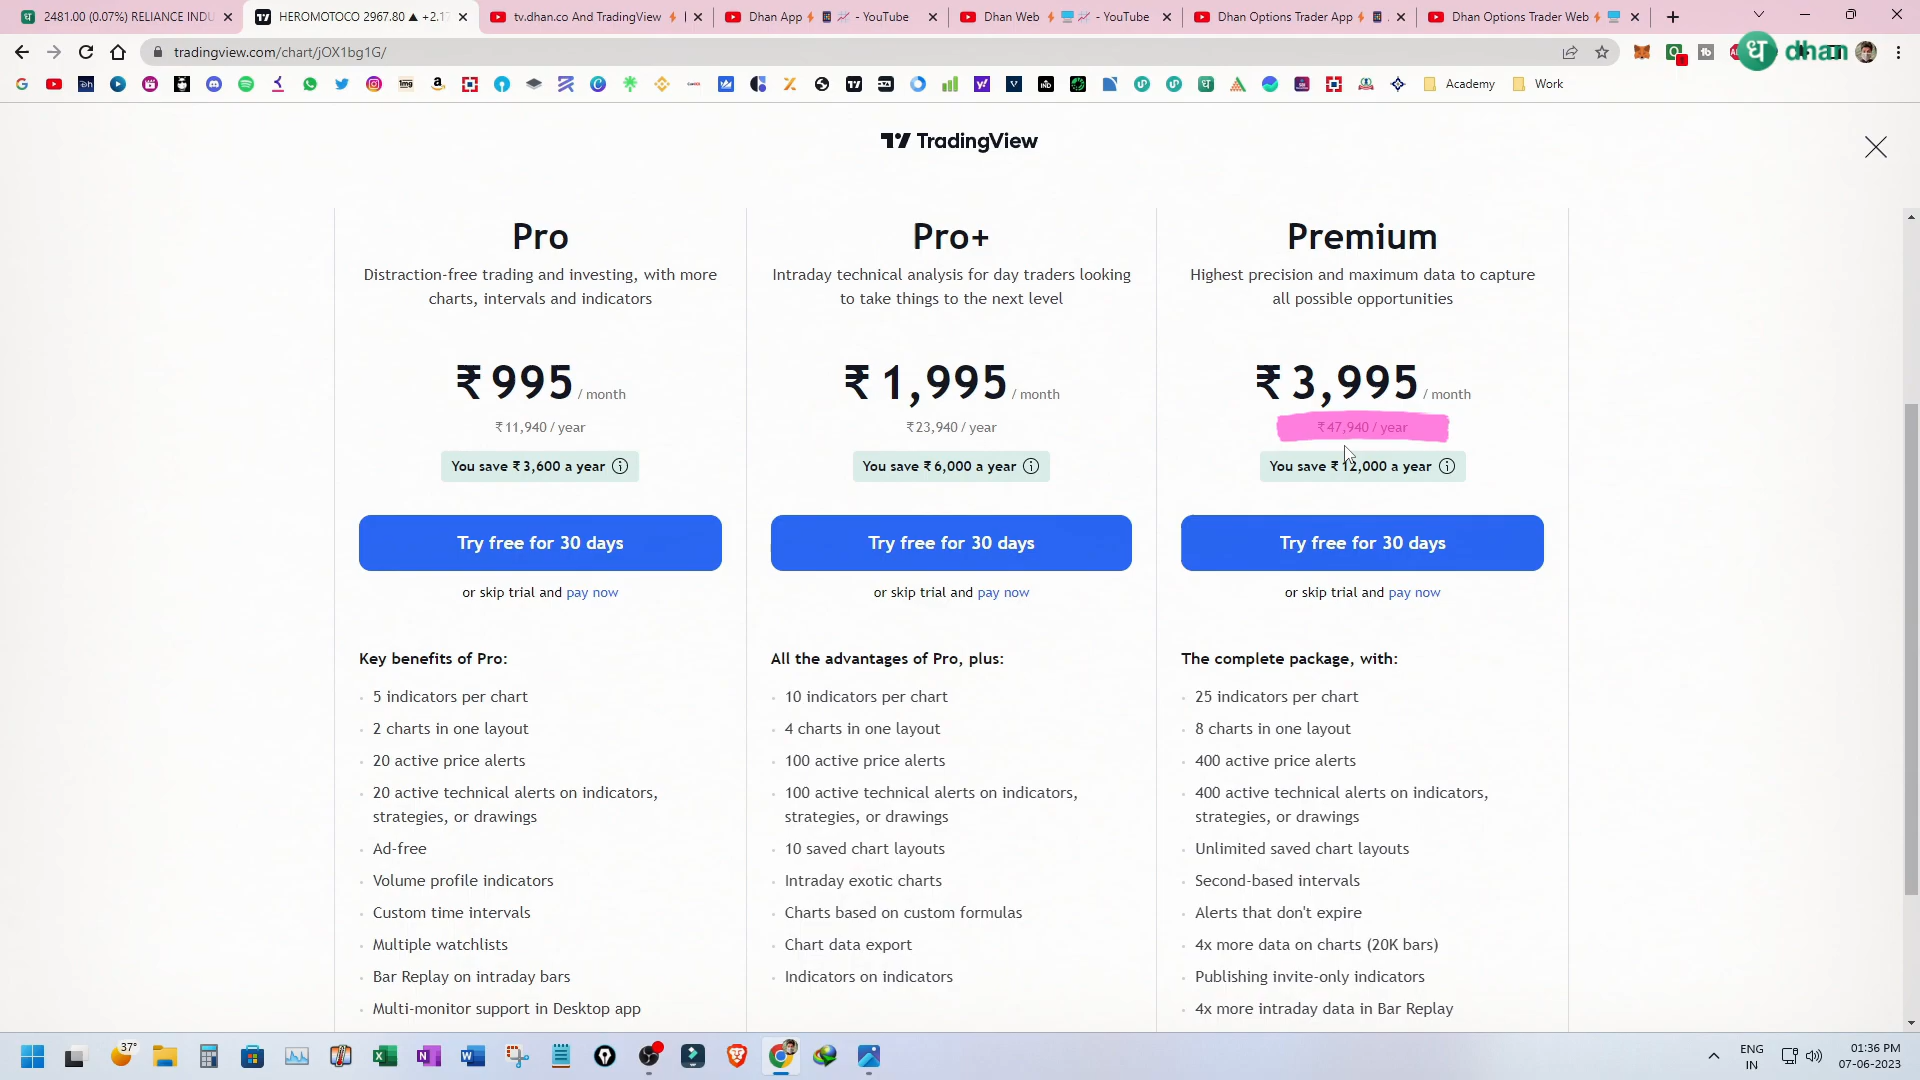 2481.00 (0.07%) RELIANCE INDU
HEROMOTOCO 2967.80 ▲ +2.1
tv.dhan.co And TradingView
Dhan App - YouTube
Dhan Web - YouTube
Dhan Options Trader App
Dhan Options Trader Web
tradingview.com/chart/jOX1bg1G/
dhan
Academy
Work
TradingView
Pro
Distraction-free trading and investing, with more
charts, intervals and indicators
₹ 995 / month
₹ 11,940 / year
You save ₹ 3,600 a year
Try free for 30 days
or skip trial and pay now
Key benefits of Pro:
5 indicators per chart
2 charts in one layout
20 active price alerts
20 active technical alerts on indicators,
strategies, or drawings
Ad-free
Volume profile indicators
Custom time intervals
Multiple watchlists
Bar Replay on intraday bars
Multi-monitor support in Desktop app
Pro+
Intraday technical analysis for day traders looking
to take things to the next level
₹ 1,995 / month
₹ 23,940 / year
You save ₹ 6,000 a year
Try free for 30 days
or skip trial and pay now
All the advantages of Pro, plus:
10 indicators per chart
4 charts in one layout
100 active price alerts
100 active technical alerts on indicators,
strategies, or drawings
10 saved chart layouts
Intraday exotic charts
Charts based on custom formulas
Chart data export
Indicators on indicators
Premium
Highest precision and maximum data to capture
all possible opportunities
₹ 3,995 / month
₹ 47,940 / year
You save ₹ 12,000 a year
Try free for 30 days
or skip trial and pay now
The complete package, with:
25 indicators per chart
8 charts in one layout
400 active price alerts
400 active technical alerts on indicators,
strategies, or drawings
Unlimited saved chart layouts
Second-based intervals
Alerts that don't expire
4x more data on charts (20K bars)
Publishing invite-only indicators
4x more intraday data in Bar Replay
37°
ENG
IN
01:36 PM
07-06-2023